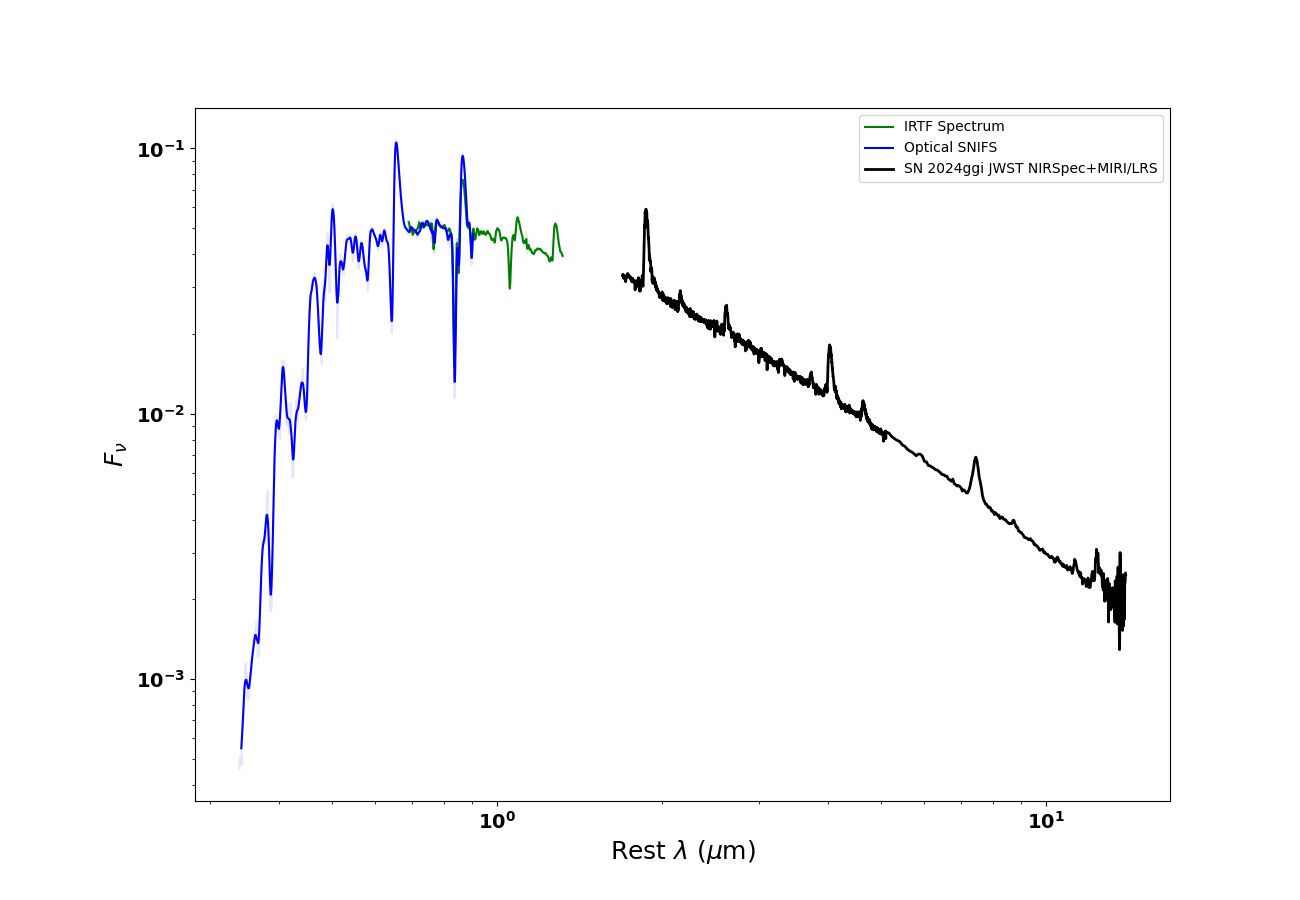 IRTF Spectrum
Optical SNIFS
SN 2024ggi JWST NIRSpec+MIRI/LRS
10⁻¹
10⁻²
10⁻³
Fν
10⁰ 10¹
Rest λ (μm)